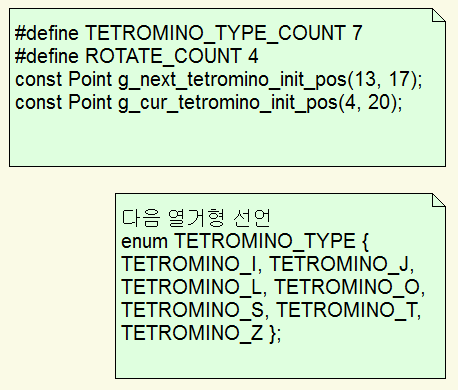 #define TETROMINO_TYPE_COUNT 7
#define ROTATE_COUNT 4
const Point g_next_tetromino_init_pos(13, 17);
const Point g_cur_tetromino_init_pos(4, 20);
다음 열거형 선언
enum TETROMINO_TYPE {
TETROMINO_I, TETROMINO_J,
TETROMINO_L, TETROMINO_O,
TETROMINO_S, TETROMINO_T,
TETROMINO_Z };